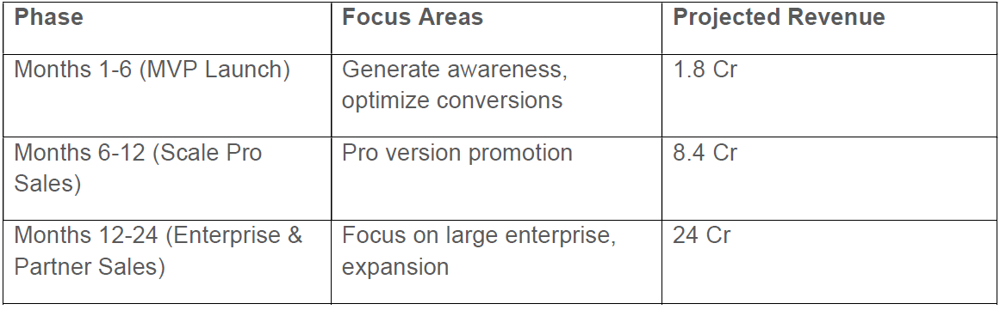 Phase
Focus Areas
Projected Revenue
Months 1-6 (MVP Launch)
Generate awareness,
optimize conversions
1.8 Cr
Months 6-12 (Scale Pro
Sales)
Pro version promotion
8.4 Cr
Months 12-24 (Enterprise &
Partner Sales)
Focus on large enterprise,
expansion
24 Cr